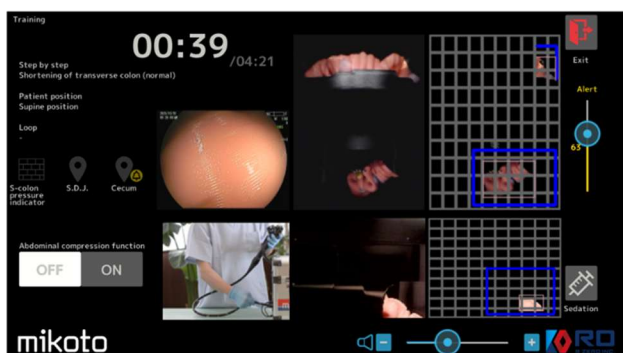 Training
00:39 /04:21
Step by step
Shortening of transverse colon (normal)
Patient position
Supine position
Loop
-
S-colon
pressure
indicator
S.D.J.
Cecum
Abdominal compression function
OFF
ON
mikoto
Exit
Alert
63
Sedation